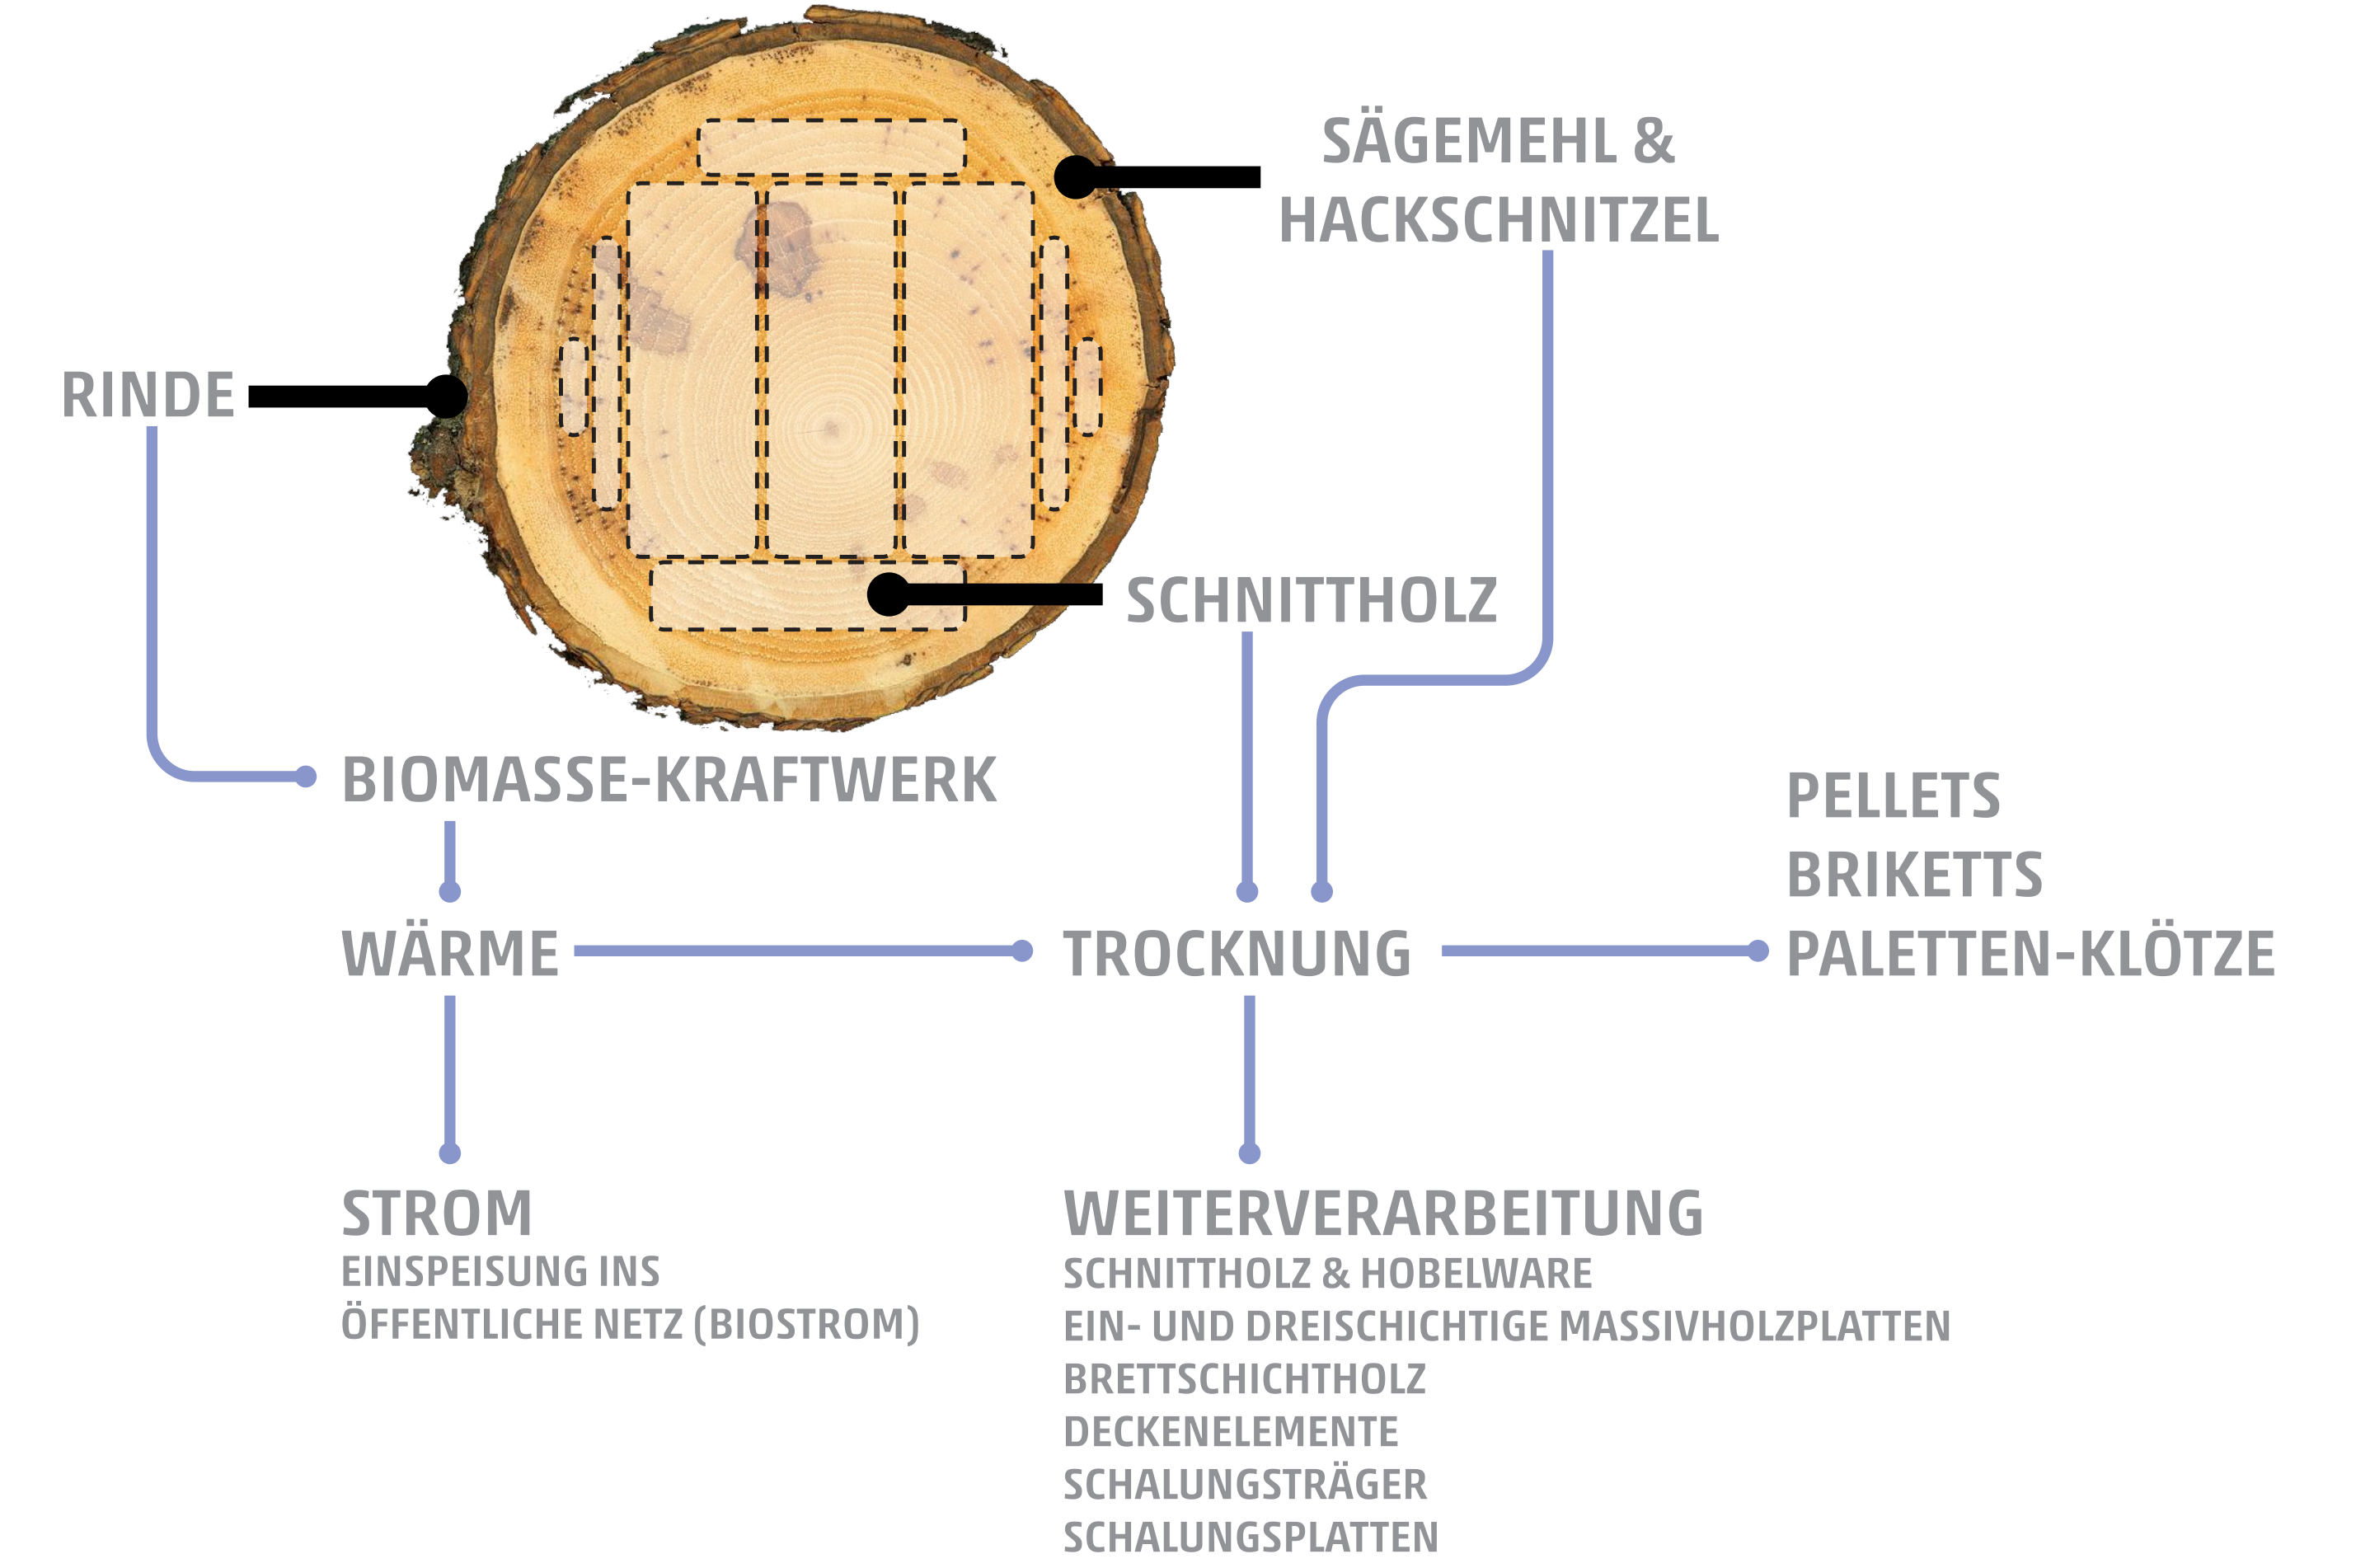 SÄGEMEHL &
HACKSCHNITZEL
RINDE
SCHNITTHOLZ
BIOMASSE-KRAFTWERK
PELLETS
BRIKETTS
PALETTEN-KLÖTZE
WÄRME
TROCKNUNG
STROM
EINSPEISUNG INS
ÖFFENTLICHE NETZ (BIOSTROM)
WEITERVERARBEITUNG
SCHNITTHOLZ & HOBELWARE
EIN- UND DREISCHICHTIGE MASSIVHOLZPLATTEN
BRETTSCHICHTHOLZ
DECKENELEMENTE
SCHALUNGSTRÄGER
SCHALUNGSPLATTEN